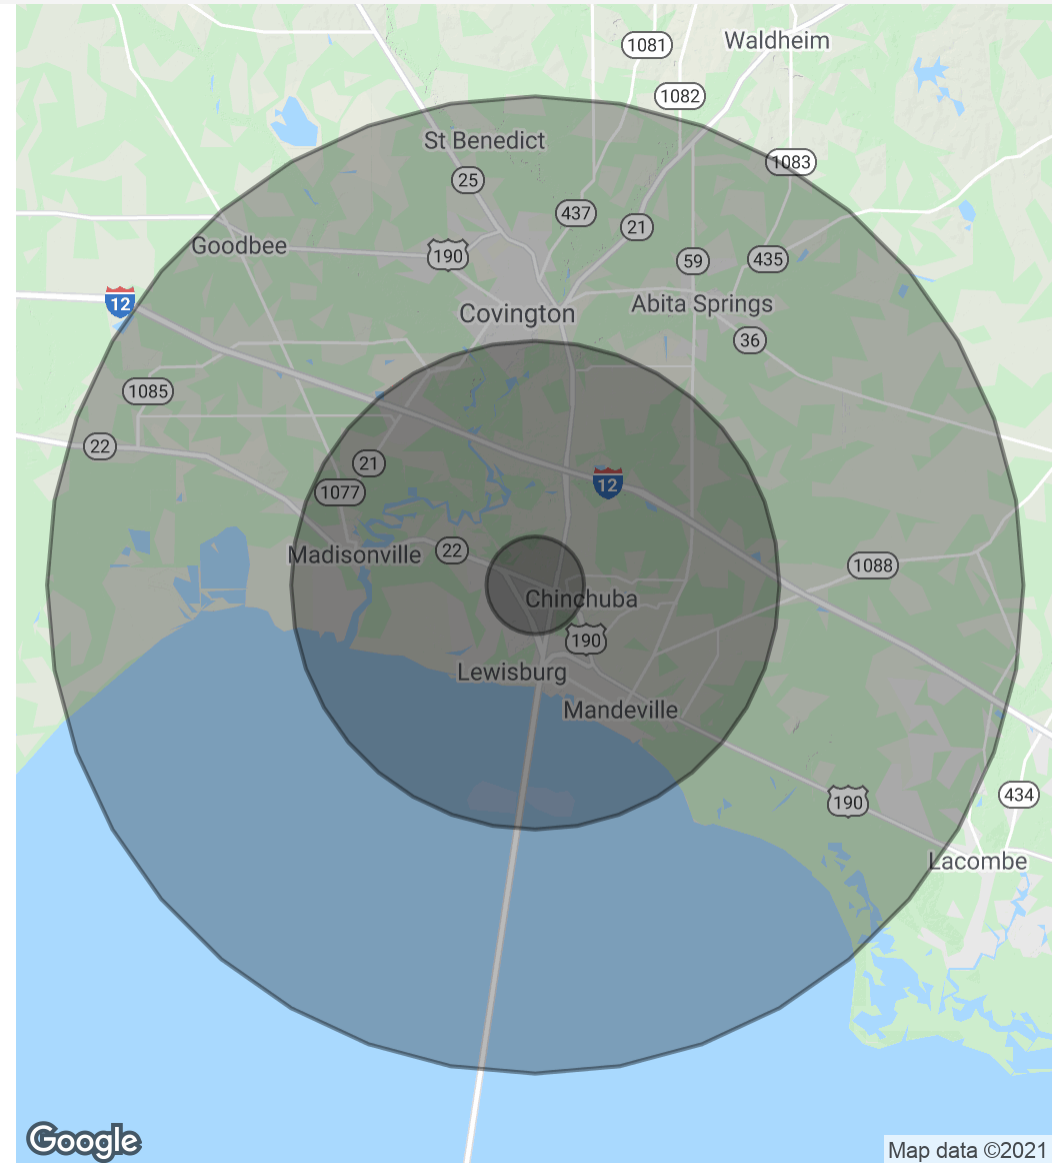 1081
Waldheim
1082
St Benedict
1083
25
437
21
Goodbee
190
59
435
12
Abita Springs
Covington
36
1085
22
21
1077
12
22
Madisonville
1088
Chinchuba
190
Lewisburg
Mandeville
190
434
Lacombe
Google
Map data ©2021